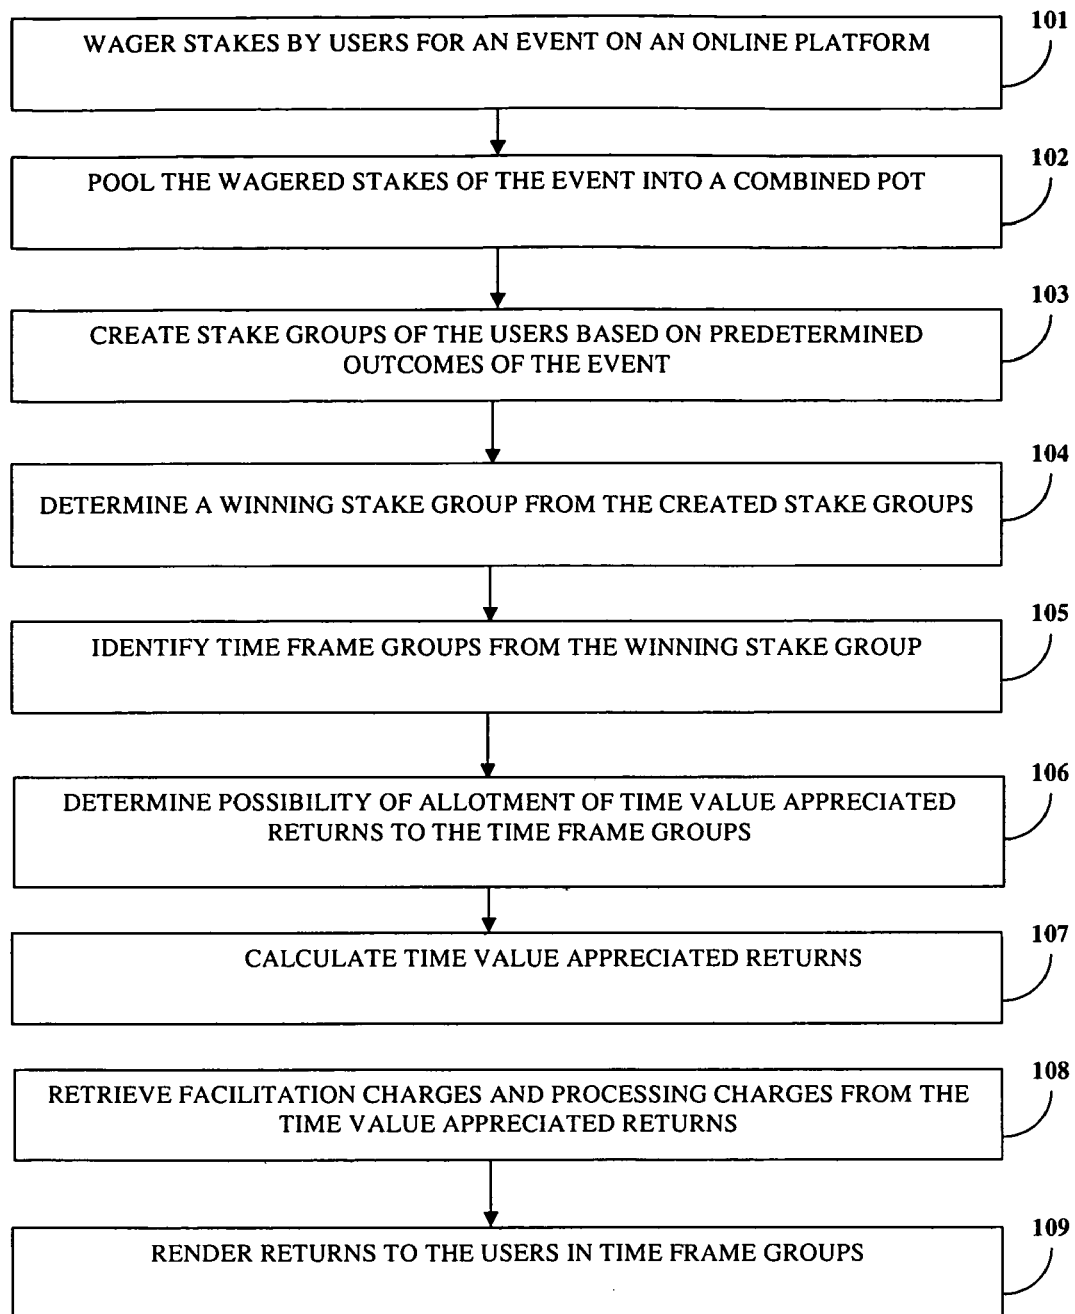 101
WAGER STAKES BY USERS FOR AN EVENT ON AN ONLINE PLATFORM
102
POOL THE WAGERED STAKES OF THE EVENT INTO A COMBINED POT
103
CREATE STAKE GROUPS OF THE USERS BASED ON PREDETERMINED
OUTCOMES OF THE EVENT
104
DETERMINE A WINNING STAKE GROUP FROM THE CREATED STAKE GROUPS
105
IDENTIFY TIME FRAME GROUPS FROM THE WINNING STAKE GROUP
106
DETERMINE POSSIBILITY OF ALLOTMENT OF TIME VALUE APPRECIATED
RETURNS TO THE TIME FRAME GROUPS
107
CALCULATE TIME VALUE APPRECIATED RETURNS
108
RETRIEVE FACILITATION CHARGES AND PROCESSING CHARGES FROM THE
TIME VALUE APPRECIATED RETURNS
109
RENDER RETURNS TO THE USERS IN TIME FRAME GROUPS